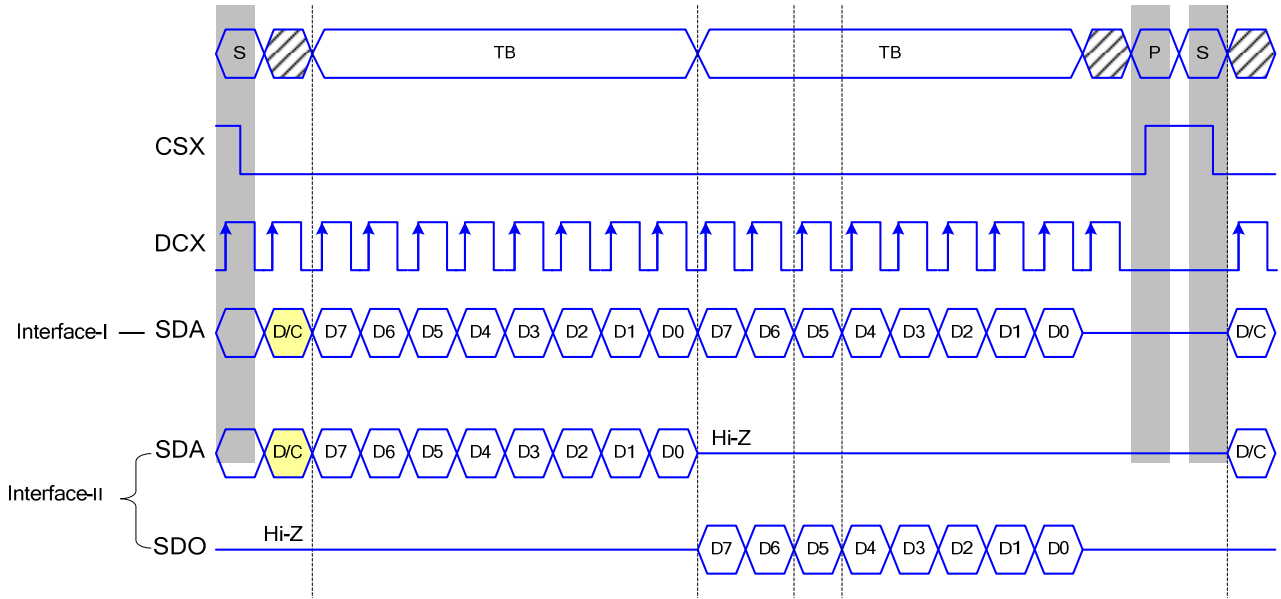 S TB TB P S
CSX
DCX
Interface-I SDA D/C D7 D6 D5 D4 D3 D2 D1 D0 D7 D6 D5 D4 D3 D2 D1 D0 D/C
SDA D/C D7 D6 D5 D4 D3 D2 D1 D0 Hi-Z D/C
Interface-II
SDO Hi-Z D7 D6 D5 D4 D3 D2 D1 D0